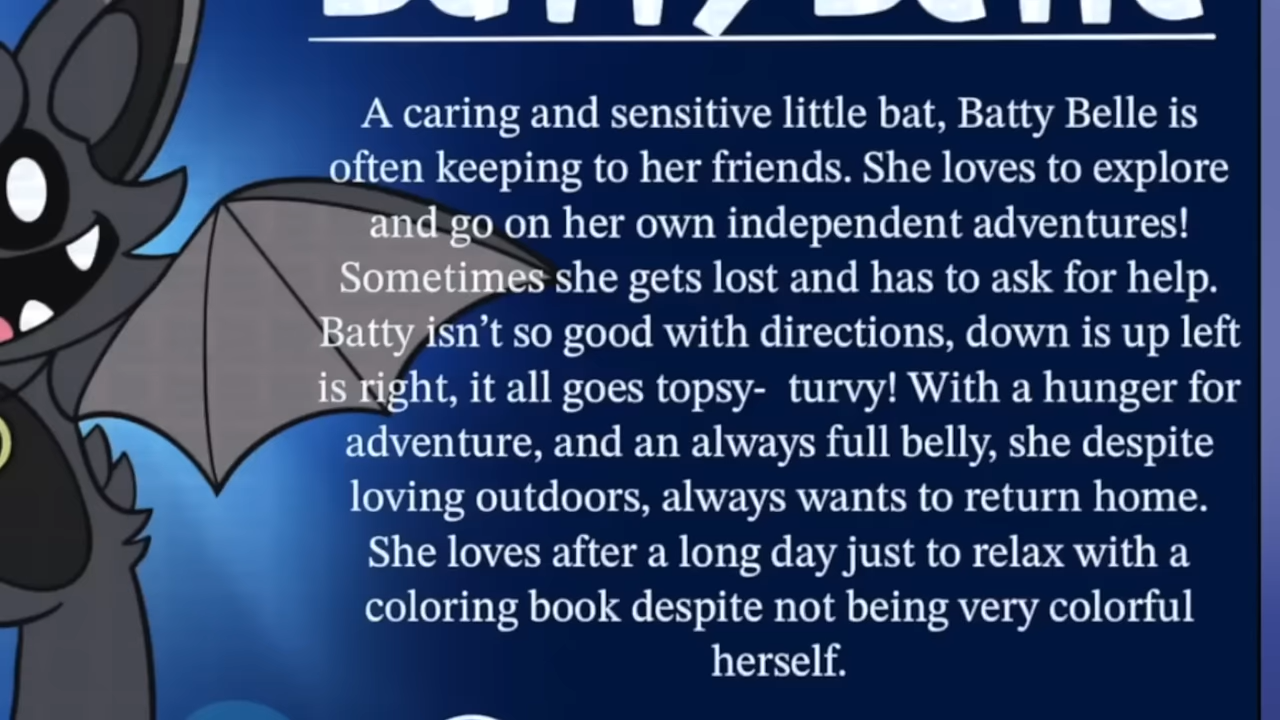 Batty Belle
A caring and sensitive little bat, Batty Belle is
often keeping to her friends. She loves to explore
and go on her own independent adventures!
Sometimes she gets lost and has to ask for help.
Batty isn’t so good with directions, down is up left
is right, it all goes topsy-  turvy! With a hunger for
adventure, and an always full belly, she despite
loving outdoors, always wants to return home.
She loves after a long day just to relax with a
coloring book despite not being very colorful
herself.